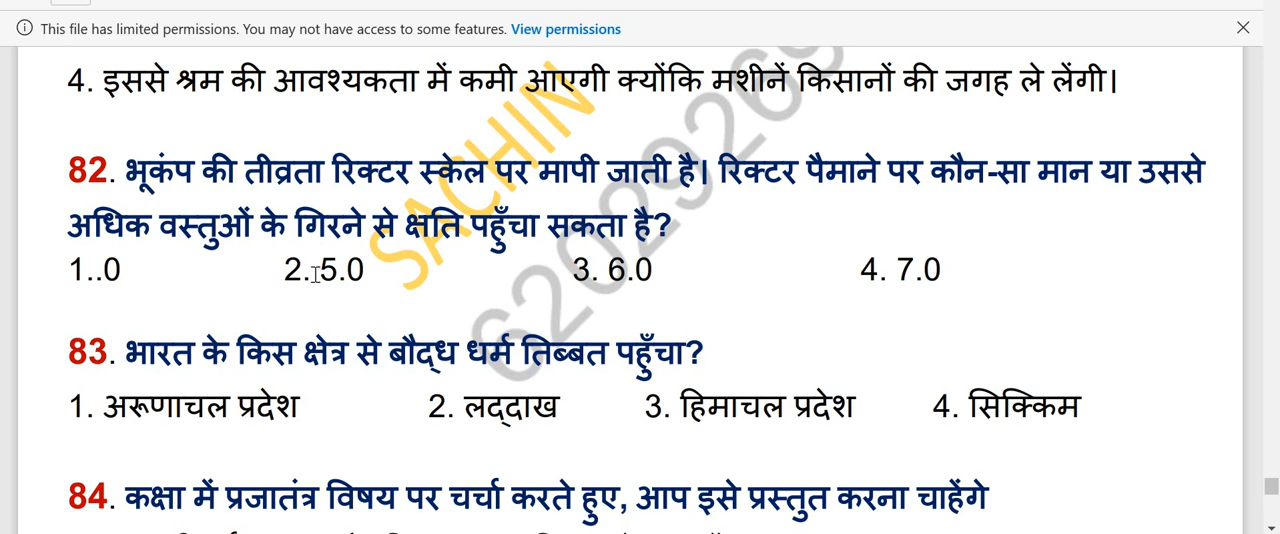 This file has limited permissions. You may not have access to some features. View permissions
4. इससे श्रम की आवश्यकता में कमी आएगी क्योंकि मशीनें किसानों की जगह ले लेंगी।
SACHIN
6202926
82. भूकंप की तीव्रता रिक्टर स्केल पर मापी जाती है। रिक्टर पैमाने पर कौन-सा मान या उससे
अधिक वस्तुओं के गिरने से क्षति पहुँचा सकता है?
1..0 2. 5.0 3. 6.0 4. 7.0
83. भारत के किस क्षेत्र से बौद्ध धर्म तिब्बत पहुँचा?
1. अरूणाचल प्रदेश 2. लद्दाख 3. हिमाचल प्रदेश 4. सिक्किम
84. कक्षा में प्रजातंत्र विषय पर चर्चा करते हुए, आप इसे प्रस्तुत करना चाहेंगे